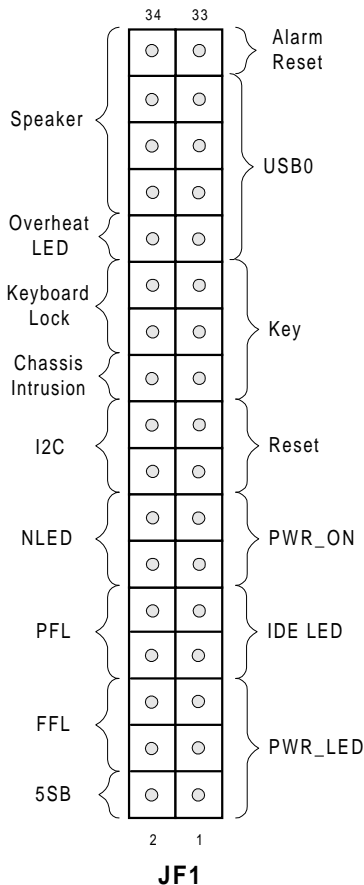 34 33
Alarm
Reset
Speaker
USB0
Overheat
LED
Keyboard
Lock
Key
Chassis
Intrusion
I2C
Reset
NLED
PWR_ON
PFL
IDE LED
FFL
PWR_LED
5SB
2 1
JF1